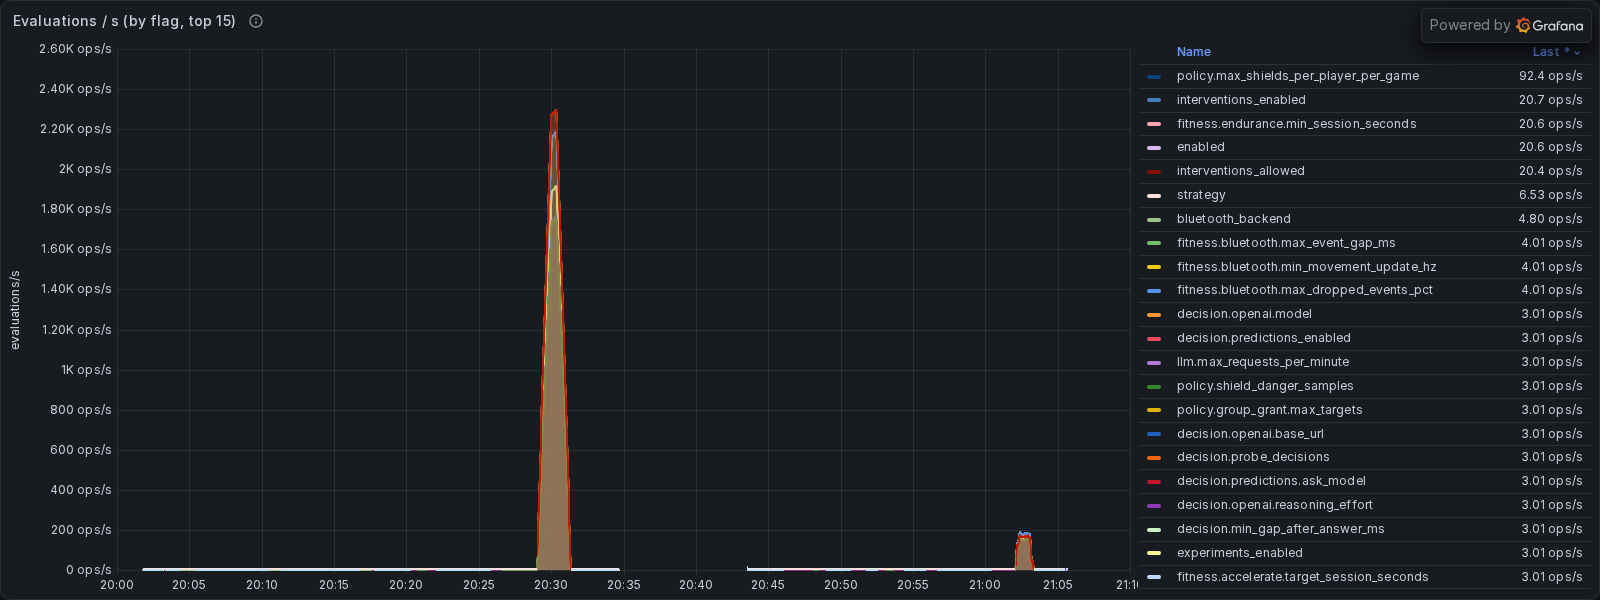 Evaluations / s (by flag, top 15)
Powered by Grafana
evaluations/s
2.60K ops/s
2.40K ops/s
2.20K ops/s
2K ops/s
1.80K ops/s
1.60K ops/s
1.40K ops/s
1.20K ops/s
1K ops/s
800 ops/s
600 ops/s
400 ops/s
200 ops/s
0 ops/s
20:00 20:05 20:10 20:15 20:20 20:25 20:30 20:35 20:40 20:45 20:50 20:55 21:00 21:05
Name Last *
policy.max_shields_per_player_per_game 92.4 ops/s
interventions_enabled 20.7 ops/s
fitness.endurance.min_session_seconds 20.6 ops/s
enabled 20.6 ops/s
interventions_allowed 20.4 ops/s
strategy 6.53 ops/s
bluetooth_backend 4.80 ops/s
fitness.bluetooth.max_event_gap_ms 4.01 ops/s
fitness.bluetooth.min_movement_update_hz 4.01 ops/s
fitness.bluetooth.max_dropped_events_pct 4.01 ops/s
decision.openai.model 3.01 ops/s
decision.predictions_enabled 3.01 ops/s
llm.max_requests_per_minute 3.01 ops/s
policy.shield_danger_samples 3.01 ops/s
policy.group_grant.max_targets 3.01 ops/s
decision.openai.base_url 3.01 ops/s
decision.probe_decisions 3.01 ops/s
decision.predictions.ask_model 3.01 ops/s
decision.openai.reasoning_effort 3.01 ops/s
decision.min_gap_after_answer_ms 3.01 ops/s
experiments_enabled 3.01 ops/s
fitness.accelerate.target_session_seconds 3.01 ops/s